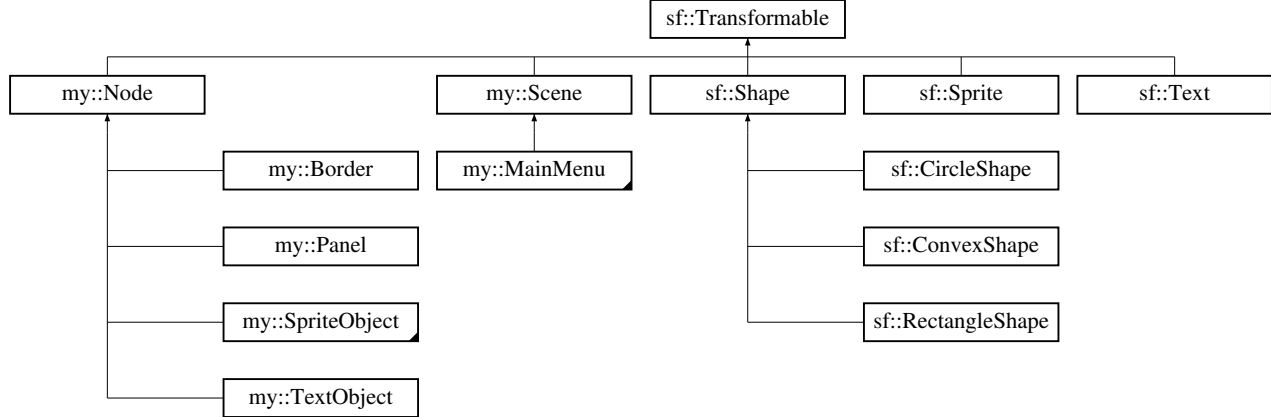 sf::Transformable
my::Node
my::Scene
sf::Shape
sf::Sprite
sf::Text
my::Border
my::MainMenu
sf::CircleShape
my::Panel
sf::ConvexShape
my::SpriteObject
sf::RectangleShape
my::TextObject